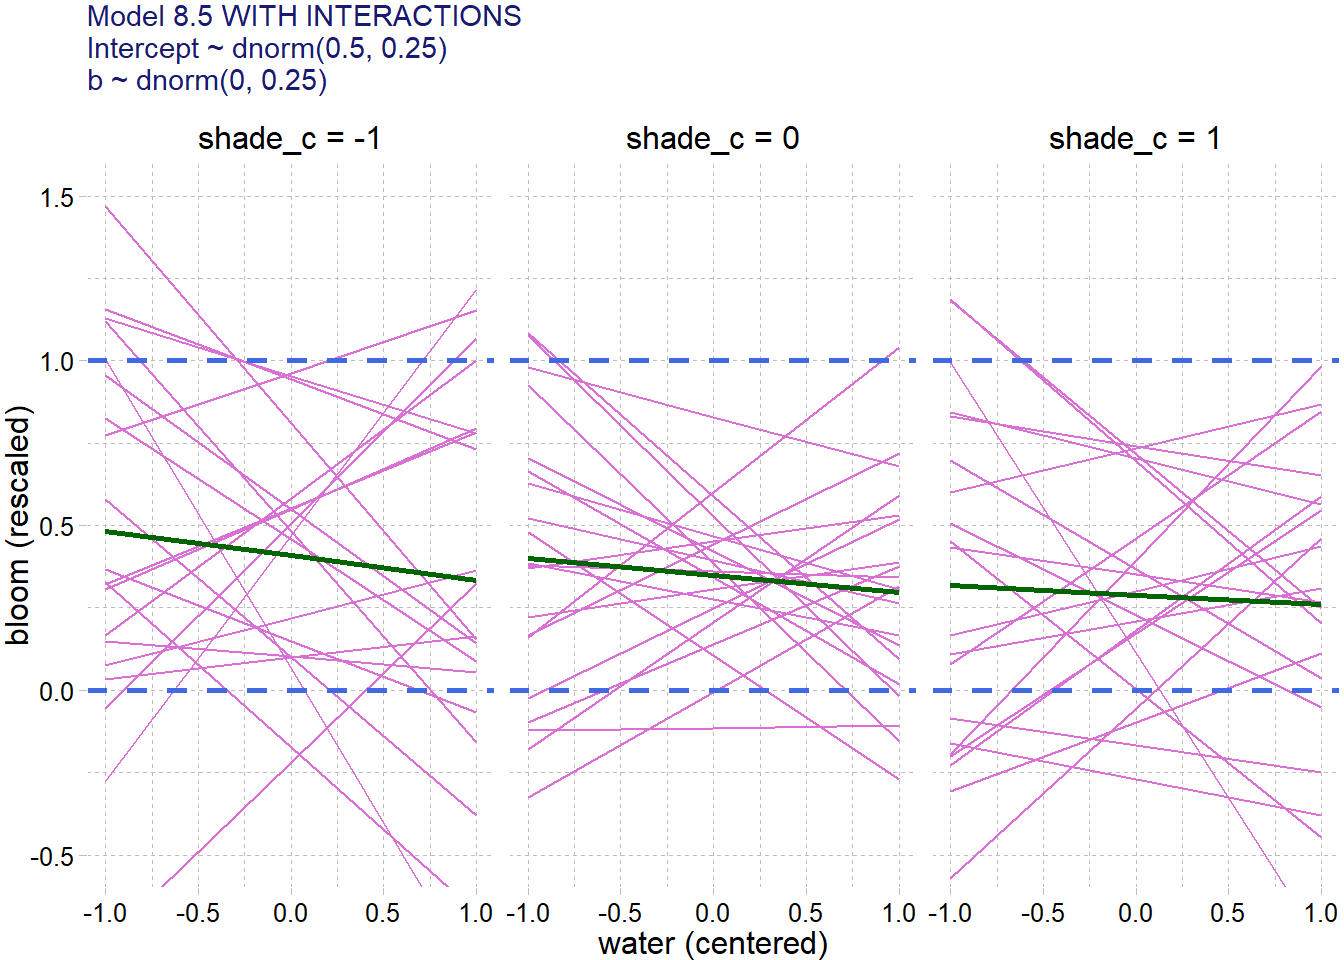 Model 8.5 WITH INTERACTIONS
Intercept ~ dnorm(0.5, 0.25)
b ~ dnorm(0, 0.25)
shade_c = -1
shade_c = 0
shade_c = 1
bloom (rescaled)
1.5
1.0
0.5
0.0
-0.5
-1.0 -0.5 0.0 0.5 1.0
-1.0 -0.5 0.0 0.5 1.0
-1.0 -0.5 0.0 0.5 1.0
water (centered)